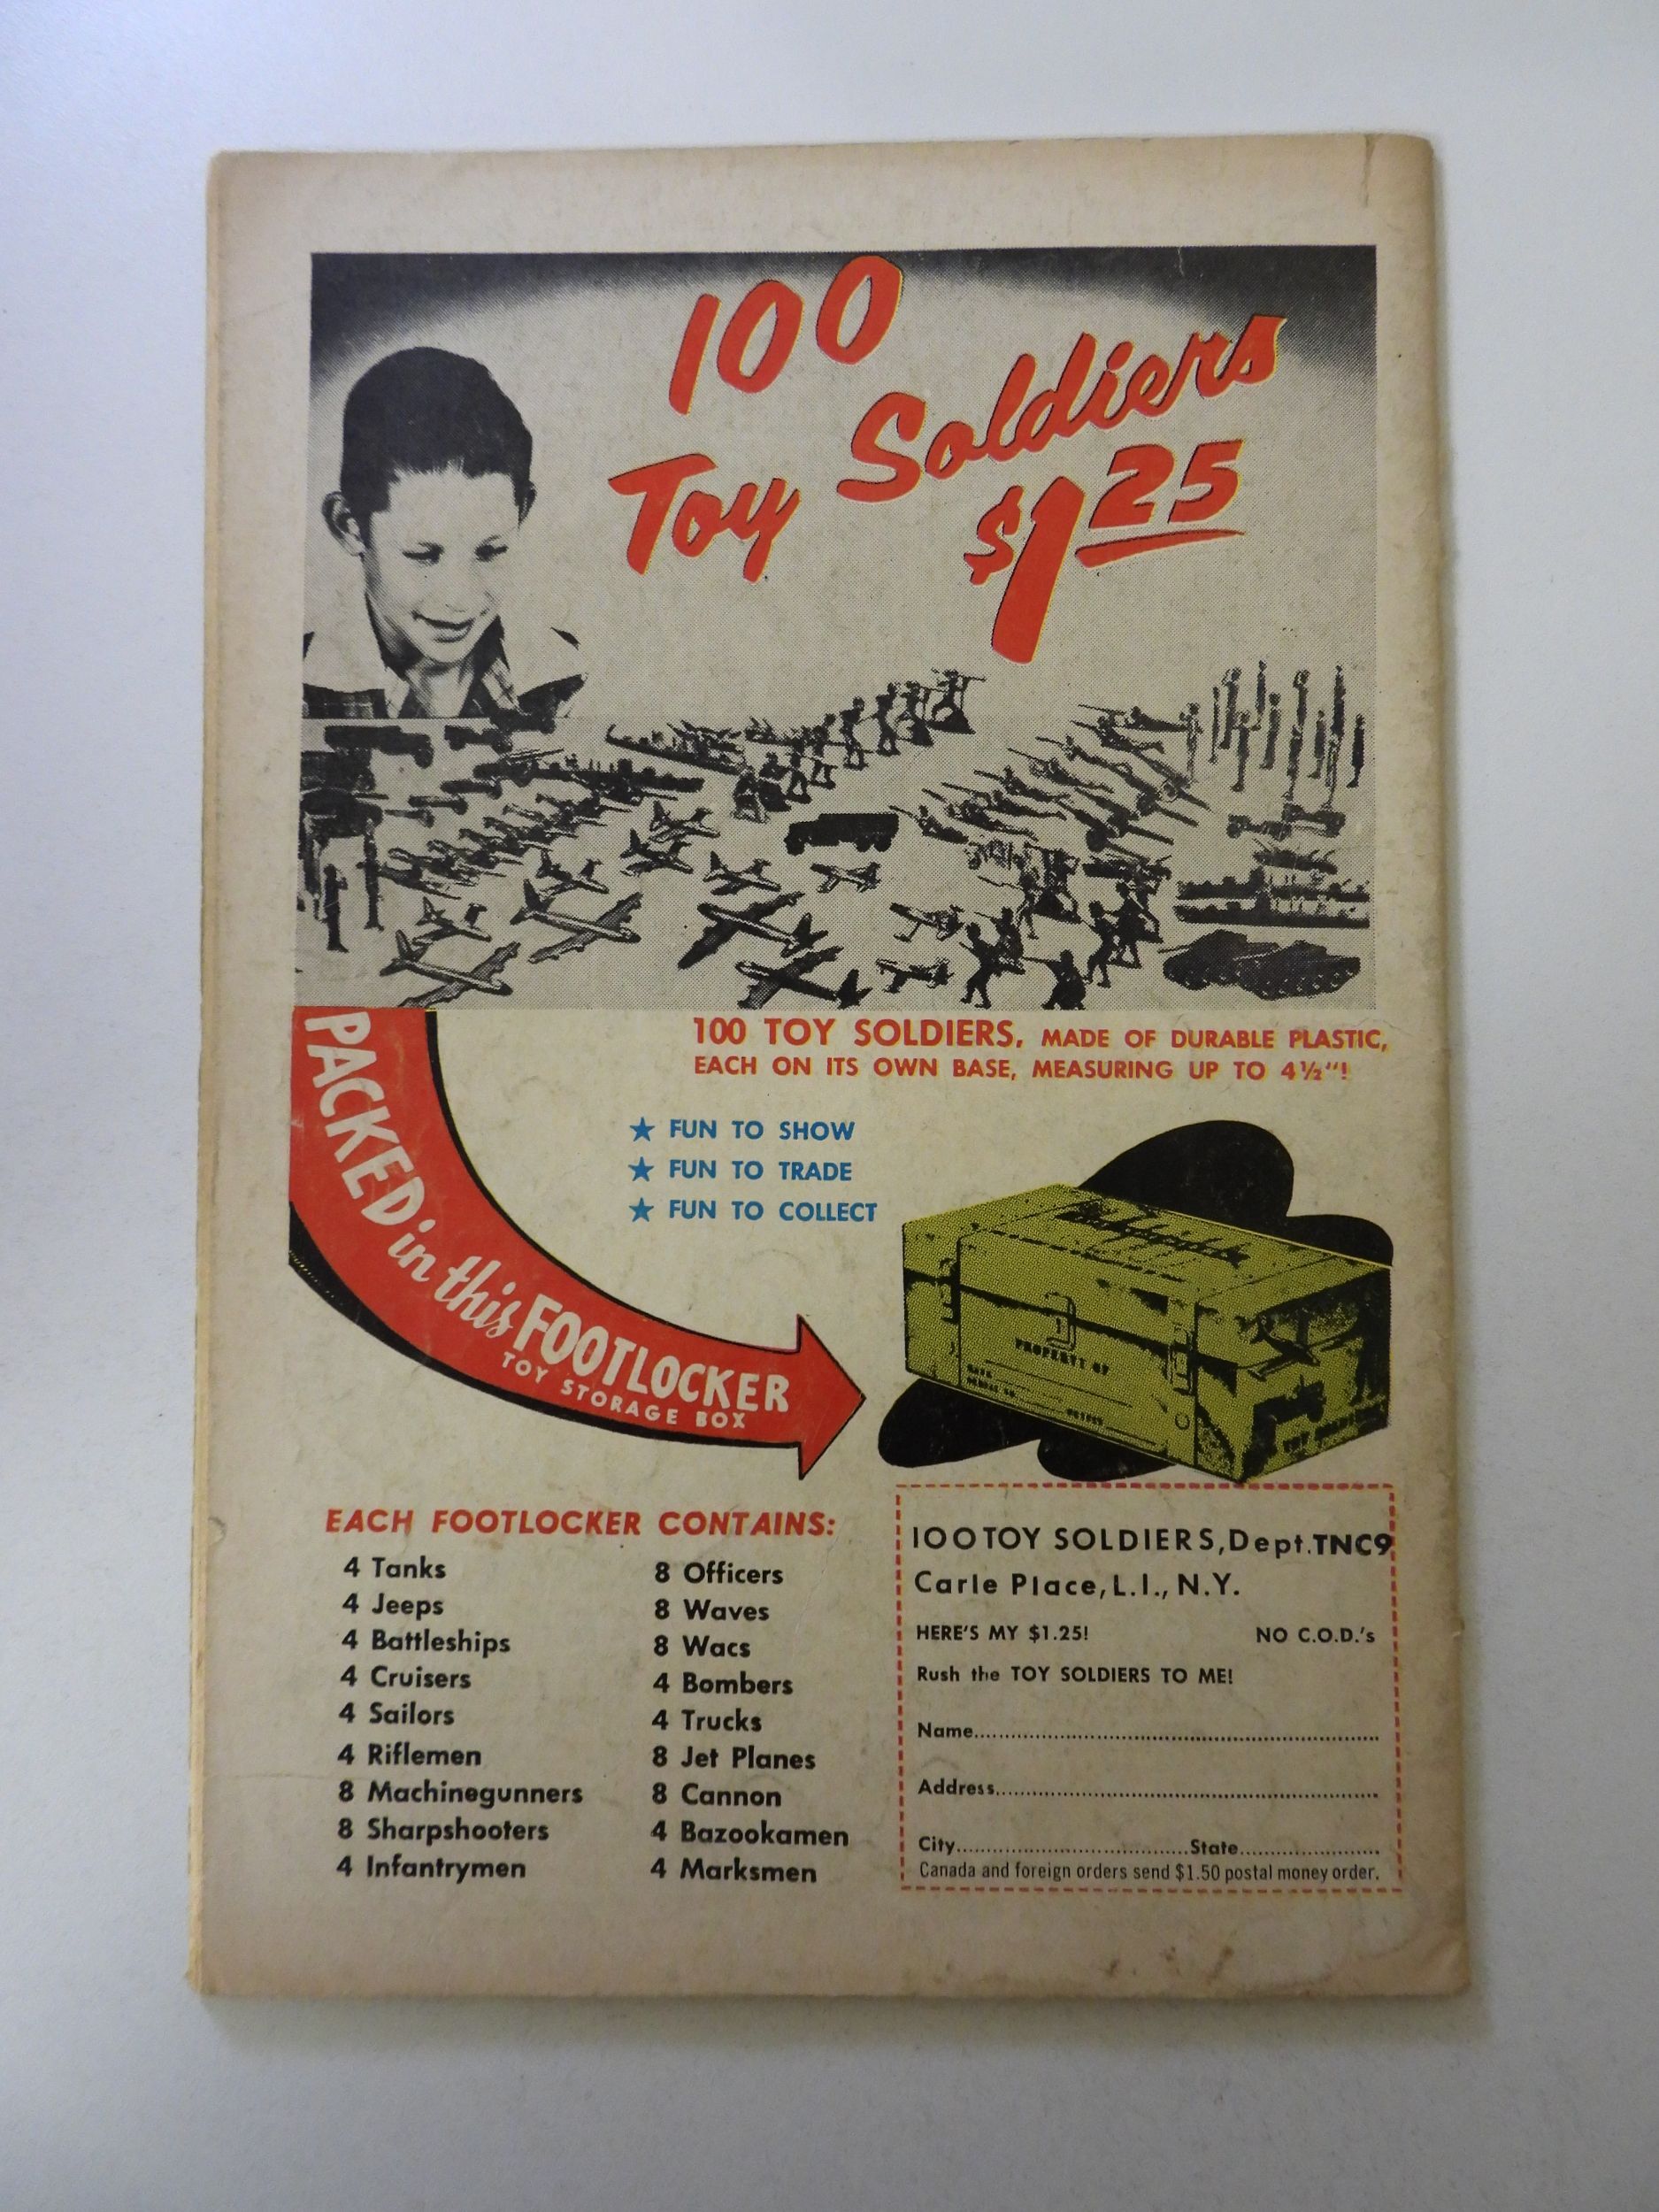 100
Toy Soldiers
$1 25
100 TOY SOLDIERS, MADE OF DURABLE PLASTIC,
EACH ON ITS OWN BASE, MEASURING UP TO 4½"!
PACKED in this FOOTLOCKER
TOY STORAGE BOX
★ FUN TO SHOW
★ FUN TO TRADE
★ FUN TO COLLECT
PROPERTY OF
TOY SOLDIERS
EACH FOOTLOCKER CONTAINS:
4 Tanks
4 Jeeps
4 Battleships
4 Cruisers
4 Sailors
4 Riflemen
8 Machinegunners
8 Sharpshooters
4 Infantrymen
8 Officers
8 Waves
8 Wacs
4 Bombers
4 Trucks
8 Jet Planes
8 Cannon
4 Bazookamen
4 Marksmen
100 TOY SOLDIERS, Dept. TNC9
Carle Place, L.I., N.Y.
HERE'S MY $1.25! NO C.O.D.'s
Rush the TOY SOLDIERS TO ME!
Name
Address
City State
Canada and foreign orders send $1.50 postal money order.